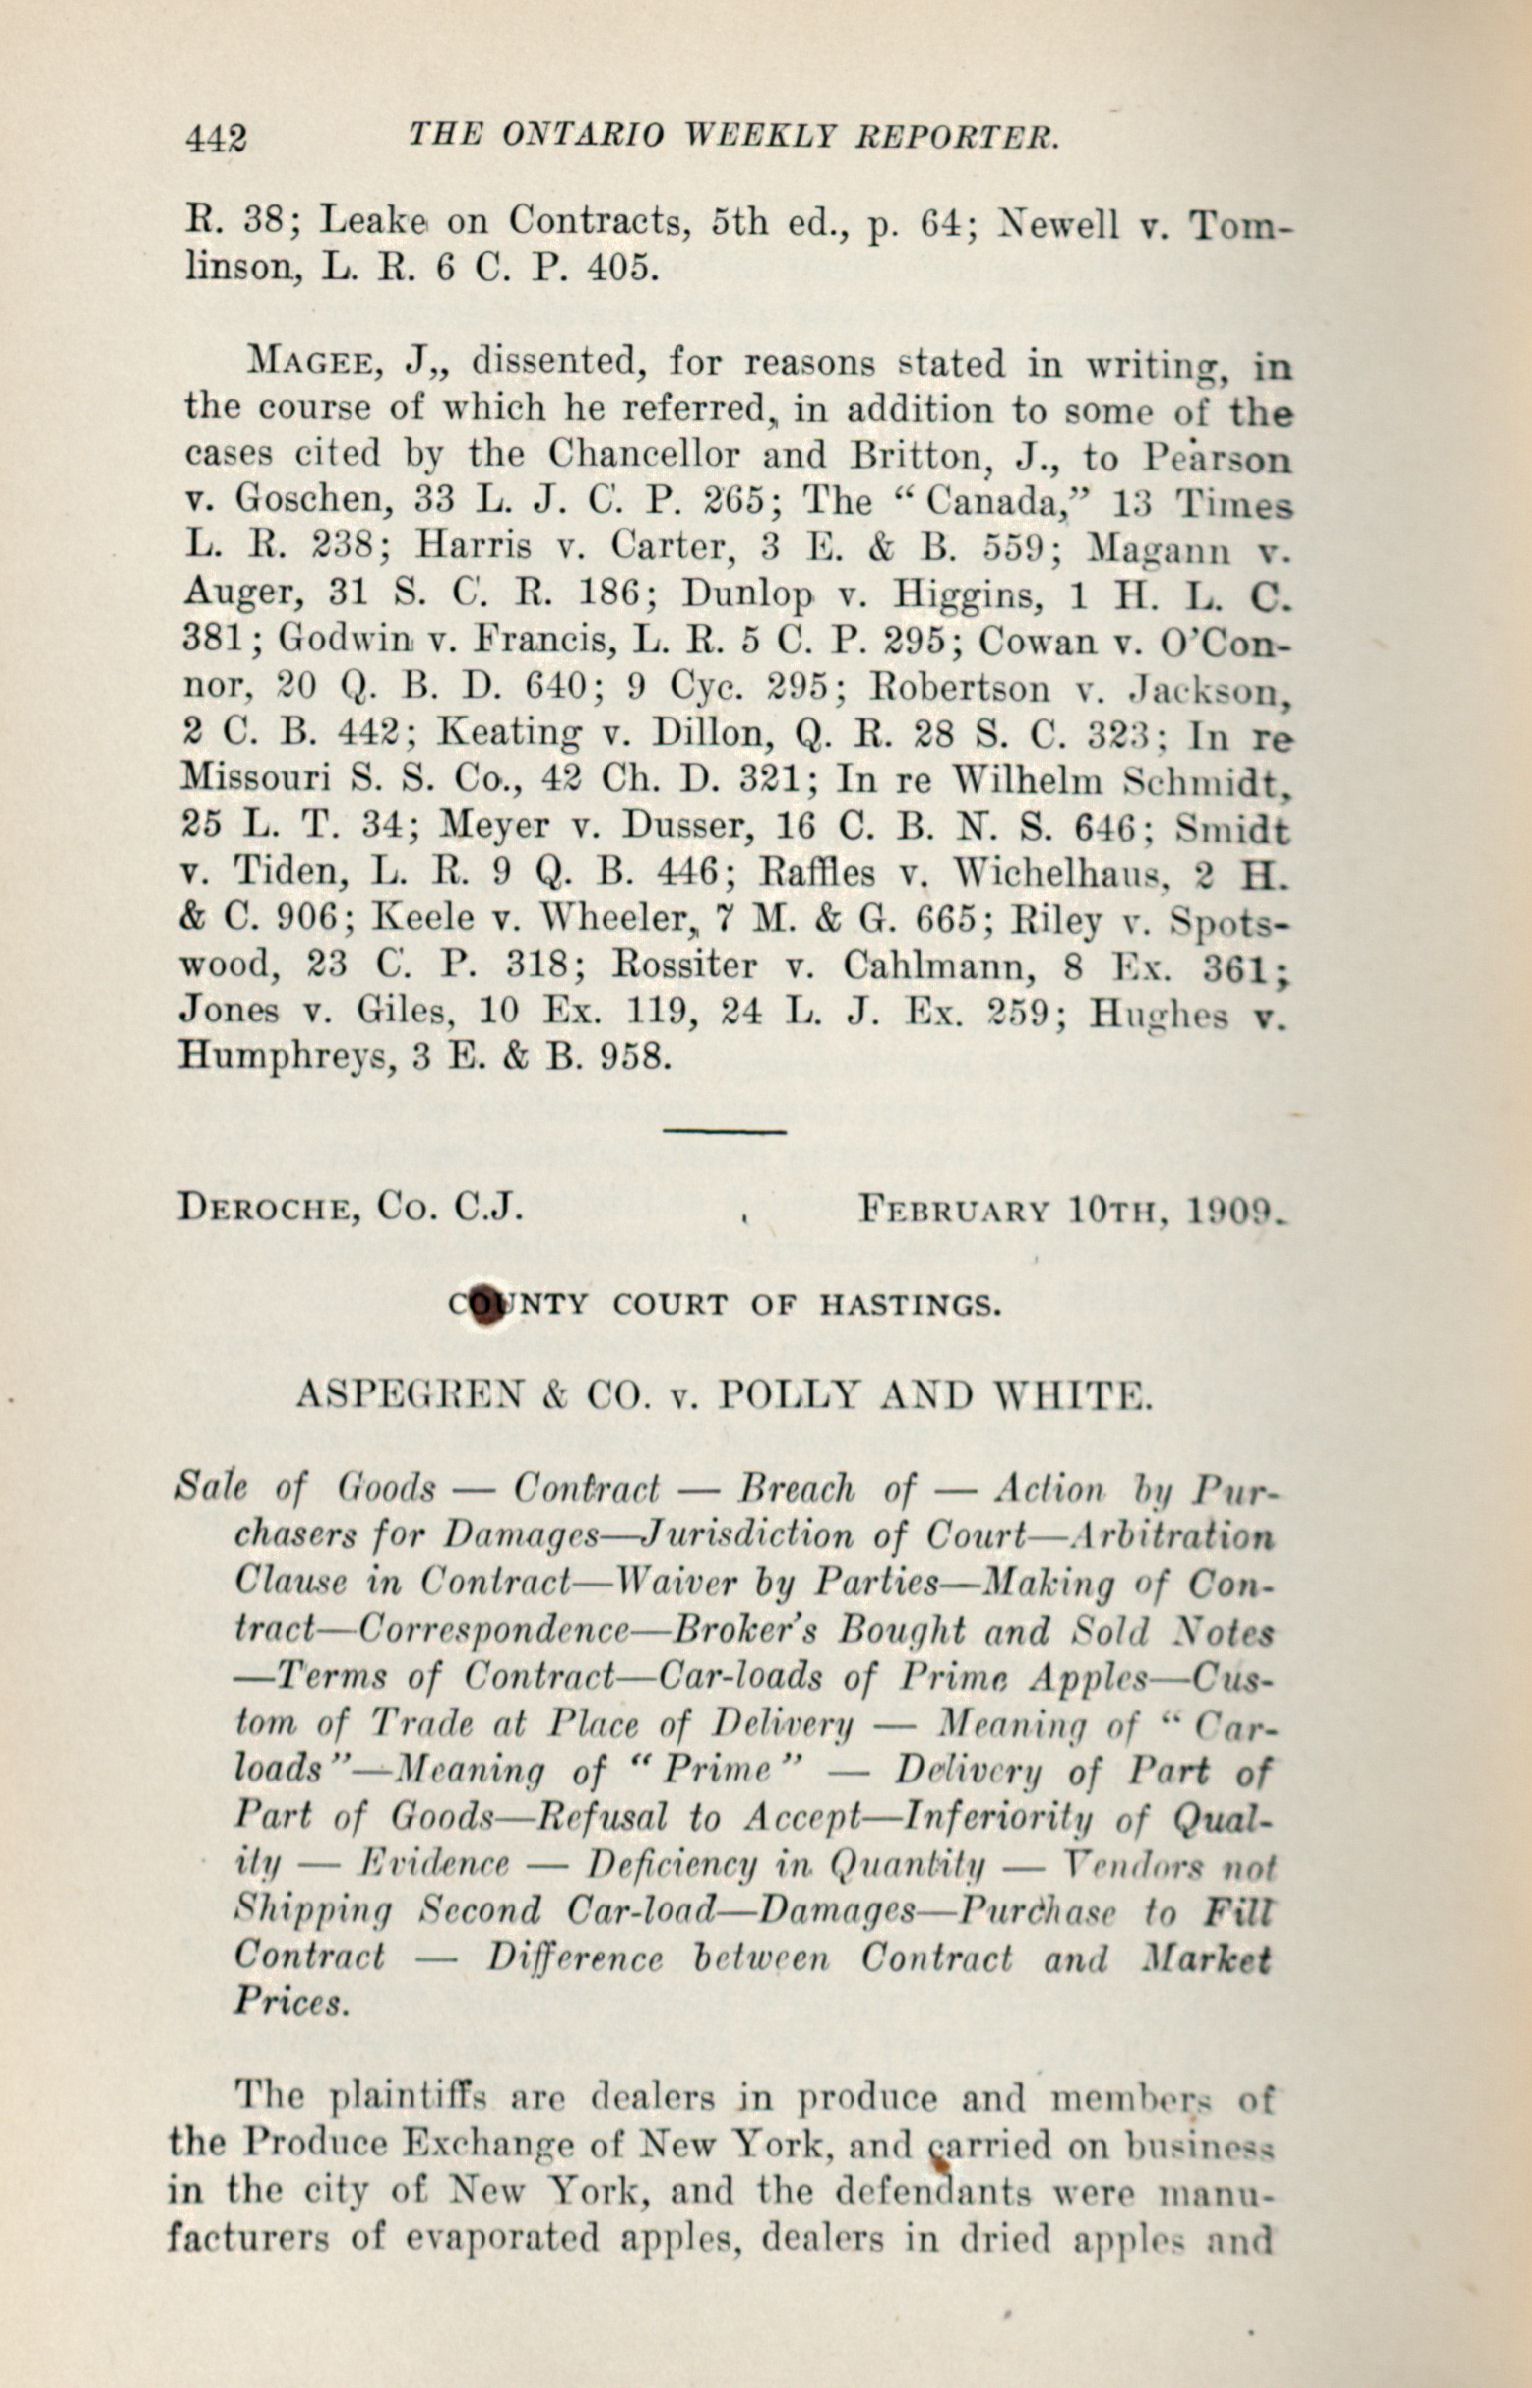 442 THE ONTARIO WEEKLY REPORTER.
R. 38; Leake on Contracts, 5th ed., p. 64; Newell v. Tom-
linson, L. R. 6 C. P. 405.
MAGEE, J,, dissented, for reasons stated in writing, in
the course of which he referred, in addition to some of the
cases cited by the Chancellor and Britton, J., to Pearson
v. Goschen, 33 L. J. C. P. 265; The “Canada,” 13 Times
L. R. 238; Harris v. Carter, 3 E. & B. 559; Magann v.
Auger, 31 S. C. R. 186; Dunlop v. Higgins, 1 H. L. C.
381; Godwin v. Francis, L. R. 5 C. P. 295; Cowan v. O’Con-
nor, 20 Q. B. D. 640; 9 Cyc. 295; Robertson v. Jackson,
2 C. B. 442; Keating v. Dillon, Q. R. 28 S. C. 323; In re
Missouri S. S. Co., 42 Ch. D. 321; In re Wilhelm Schmidt,
25 L. T. 34; Meyer v. Dusser, 16 C. B. N. S. 646; Smidt
v. Tiden, L. R. 9 Q. B. 446; Raffles v. Wichelhaus, 2 H.
& C. 906; Keele v. Wheeler, 7 M. & G. 665; Riley v. Spots-
wood, 23 C. P. 318; Rossiter v. Cahlmann, 8 Ex. 361;
Jones v. Giles, 10 Ex. 119, 24 L. J. Ex. 259; Hughes v.
Humphreys, 3 E. & B. 958.
DEROCHE, CO. C.J. FEBRUARY 10TH, 1909.
COUNTY COURT OF HASTINGS.
ASPEGREN & CO. v. POLLY AND WHITE.
Sale of Goods — Contract — Breach of — Action by Pur-
chasers for Damages—Jurisdiction of Court—Arbitration
Clause in Contract—Waiver by Parties—Making of Con-
tract—Correspondence—Broker's Bought and Sold Notes
—Terms of Contract—Car-loads of Prime Apples—Cus-
tom of Trade at Place of Delivery — Meaning of “Car-
loads”—Meaning of “Prime” — Delivery of Part of
Part of Goods—Refusal to Accept—Inferiority of Qual-
ity — Evidence — Deficiency in Quantity — Vendors not
Shipping Second Car-load—Damages—Purchase to Fill
Contract — Difference between Contract and Market
Prices.
The plaintiffs are dealers in produce and members of
the Produce Exchange of New York, and carried on business
in the city of New York, and the defendants were manu-
facturers of evaporated apples, dealers in dried apples and